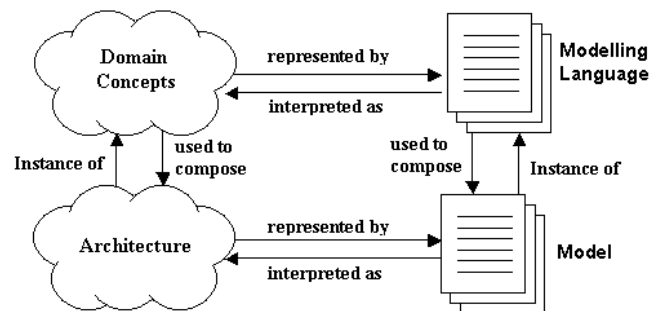 Domain
Concepts
represented by
interpreted as
Modelling
Language
Instance of
used to
compose
used to
compose
Instance of
Architecture
represented by
interpreted as
Model